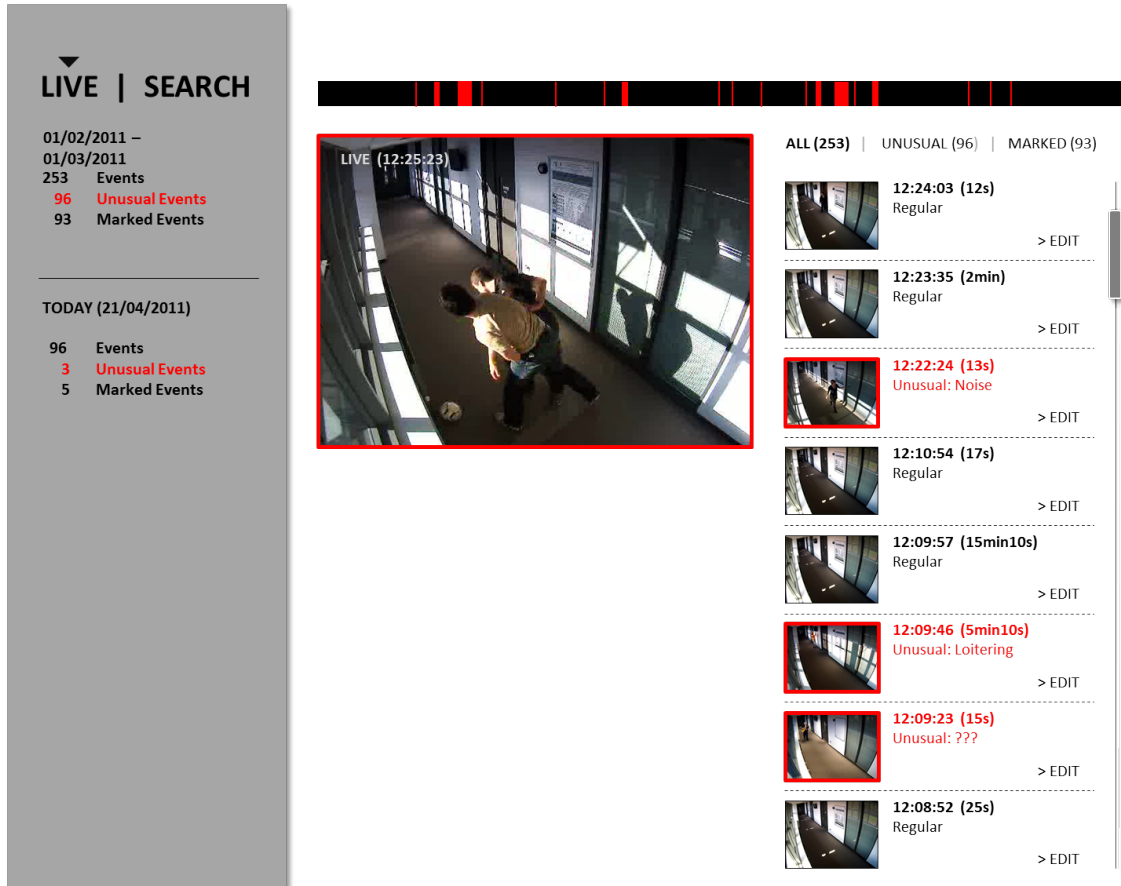 LIVE | SEARCH
01/02/2011 –
01/03/2011
253 Events
96 Unusual Events
93 Marked Events
TODAY (21/04/2011)
96 Events
3 Unusual Events
5 Marked Events
LIVE (12:25:23)
ALL (253) | UNUSUAL (96) | MARKED (93)
12:24:03 (12s)
Regular
> EDIT
12:23:35 (2min)
Regular
> EDIT
12:22:24 (13s)
Unusual: Noise
> EDIT
12:10:54 (17s)
Regular
> EDIT
12:09:57 (15min10s)
Regular
> EDIT
12:09:46 (5min10s)
Unusual: Loitering
> EDIT
12:09:23 (15s)
Unusual: ???
> EDIT
12:08:52 (25s)
Regular
> EDIT